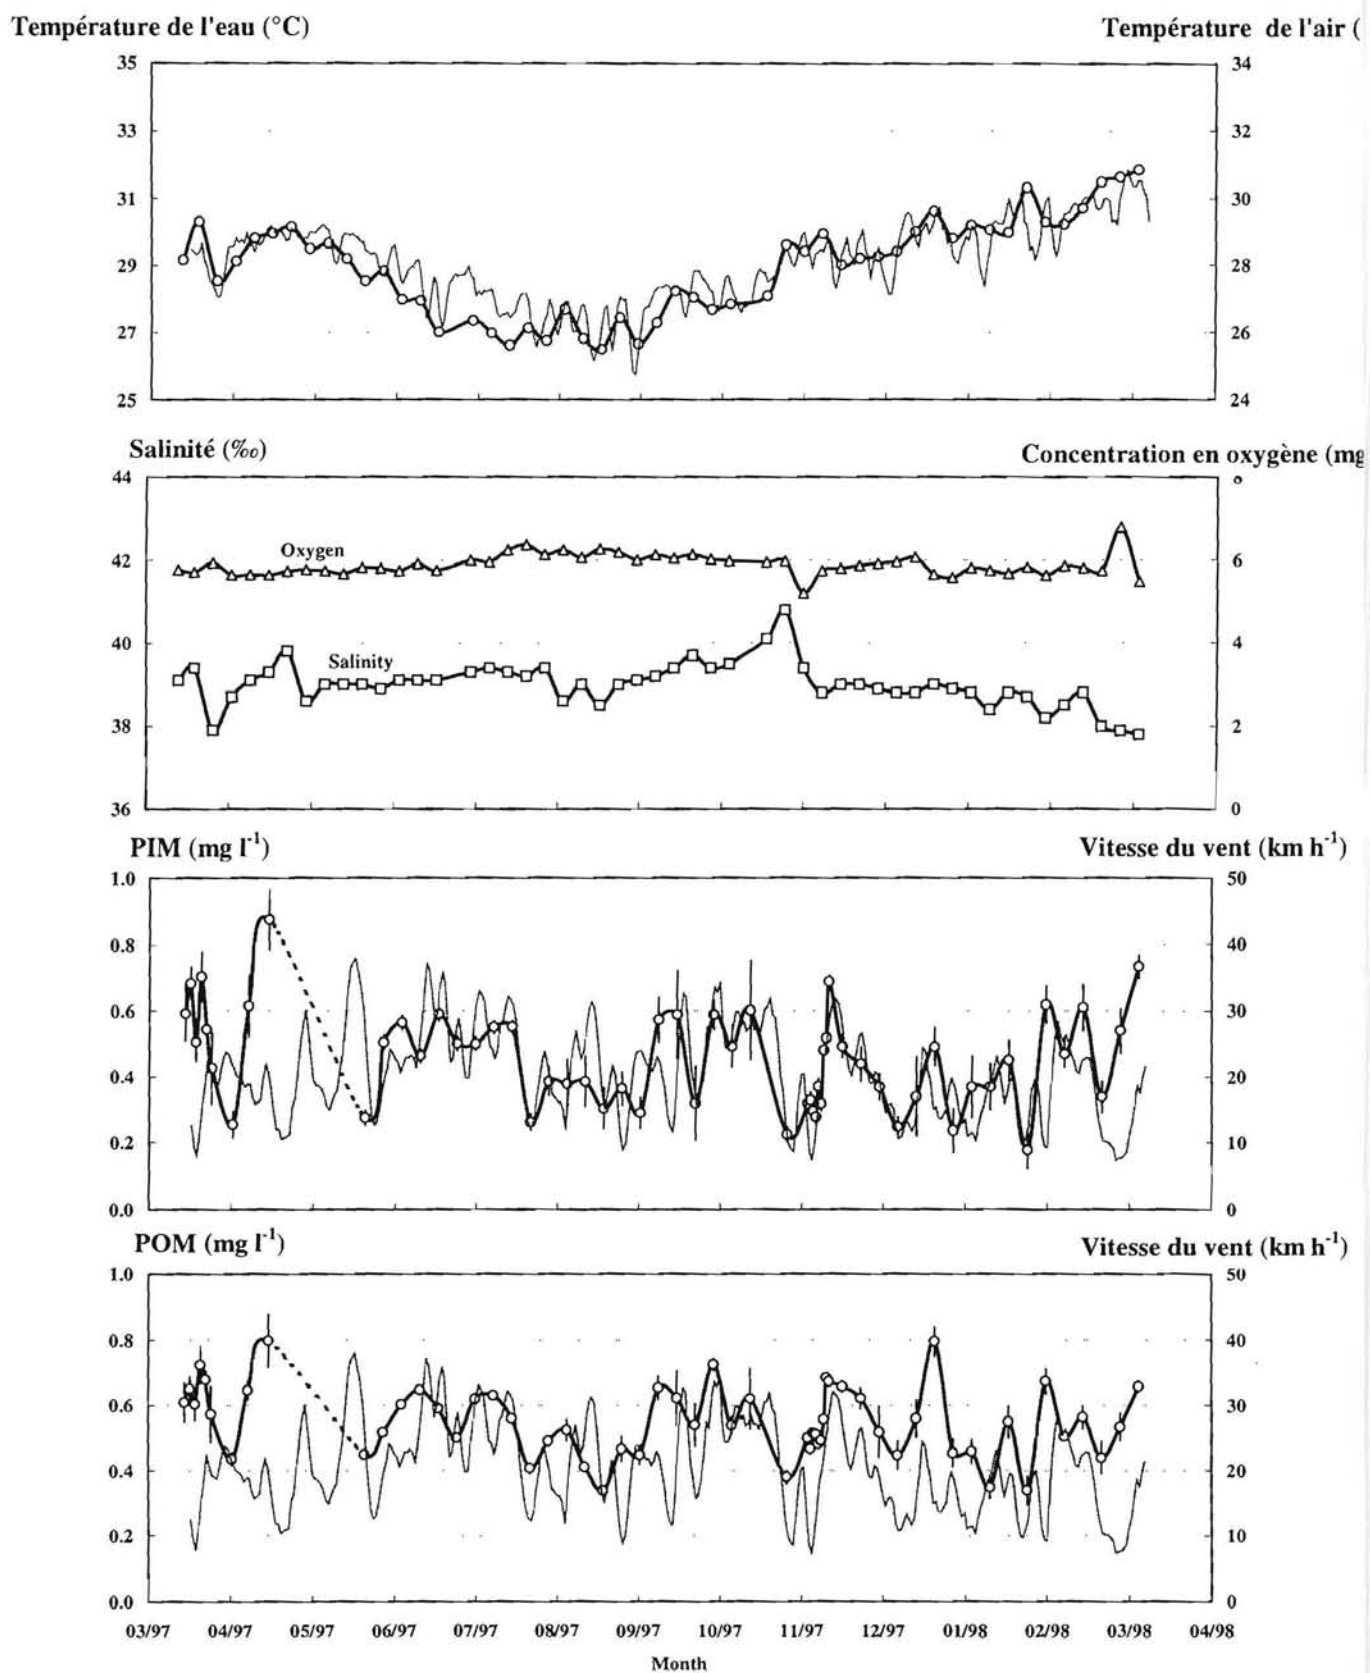 Température de l'eau (°C) Température de l'air (
35 34
33 32
31 30
29 28
27 26
25 24
Salinité (‰) Concentration en oxygène (mg
44 8
Oxygen
42 6
40 4
Salinity
38 2
36 0
PIM (mg l⁻¹) Vitesse du vent (km h⁻¹)
1.0 50
0.8 40
0.6 30
0.4 20
0.2 10
0.0 0
POM (mg l⁻¹) Vitesse du vent (km h⁻¹)
1.0 50
0.8 40
0.6 30
0.4 20
0.2 10
0.0 0
03/97 04/97 05/97 06/97 07/97 08/97 09/97 10/97 11/97 12/97 01/98 02/98 03/98 04/98
Month